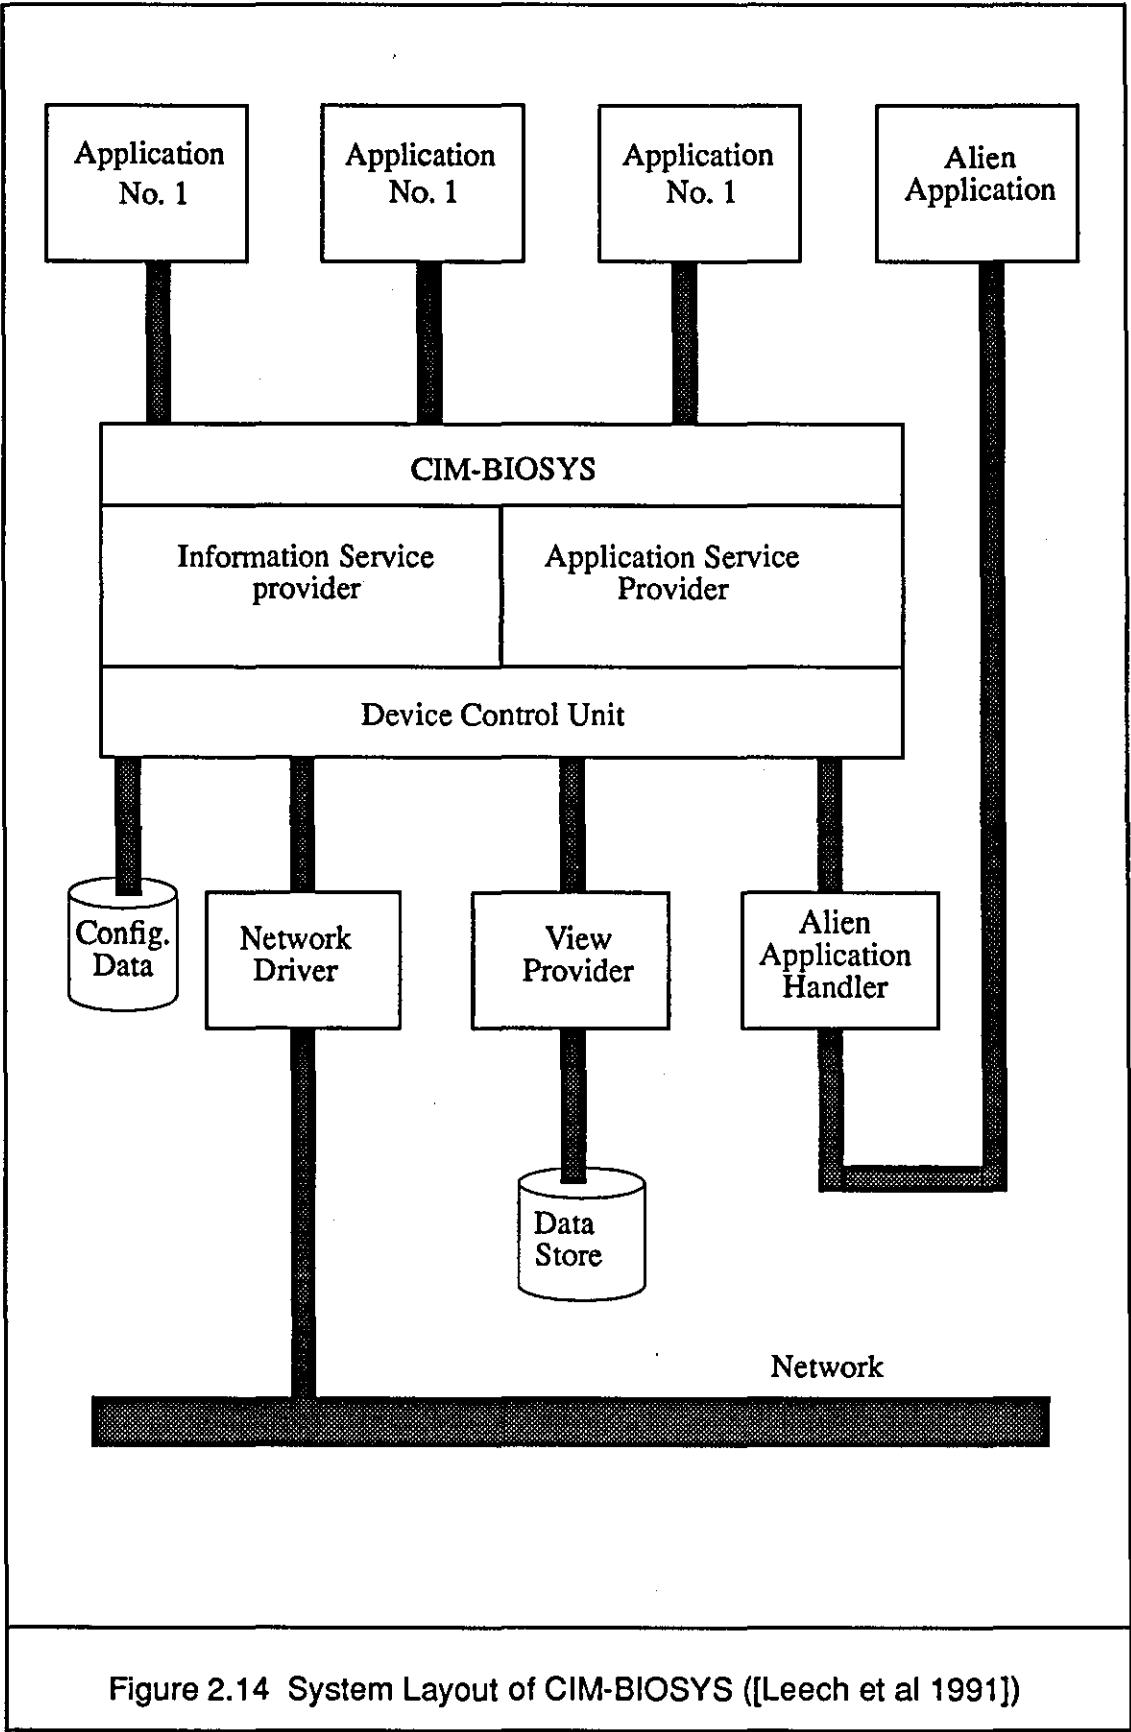 Application
No. 1
Application
No. 1
Application
No. 1
Alien
Application
CIM-BIOSYS
Information Service
provider
Application Service
Provider
Device Control Unit
Config.
Data
Network
Driver
View
Provider
Alien
Application
Handler
Data
Store
Network
Figure 2.14 System Layout of CIM-BIOSYS ([Leech et al 1991])